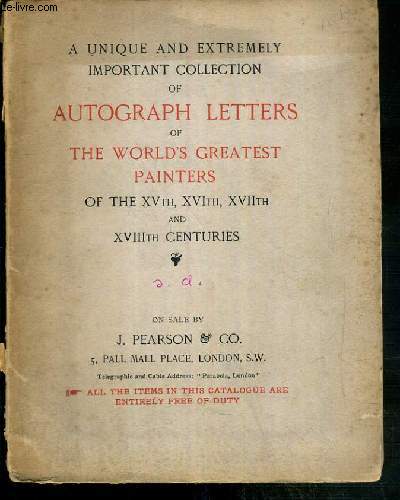 A UNIQUE AND EXTREMELY
IMPORTANT COLLECTION
OF
AUTOGRAPH LETTERS
OF
THE WORLD'S GREATEST
PAINTERS
OF THE XVTH, XVITH, XVIITH
AND
XVIIITH CENTURIES
s. d.
ON SALE BY
J. PEARSON & CO.
5, PALL MALL PLACE, LONDON, S.W.
Telegraphic and Cable Address: " London"
ALL THE ITEMS IN THIS CATALOGUE ARE
ENTIRELY FREE OF DUTY